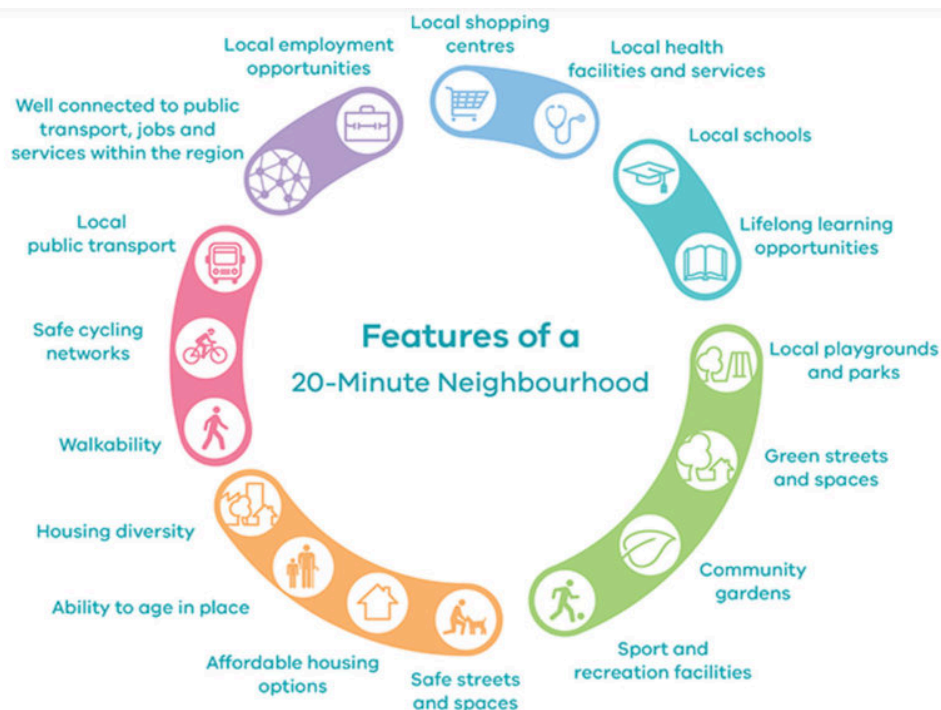 Local shopping
centres
Local health
facilities and services
Local schools
Lifelong learning
opportunities
Local playgrounds
and parks
Green streets
and spaces
Community
gardens
Sport and
recreation facilities
Safe streets
and spaces
Affordable housing
options
Ability to age in place
Housing diversity
Walkability
Safe cycling
networks
Local
public transport
Well connected to public
transport, jobs and
services within the region
Local employment
opportunities
Features of a
20-Minute Neighbourhood